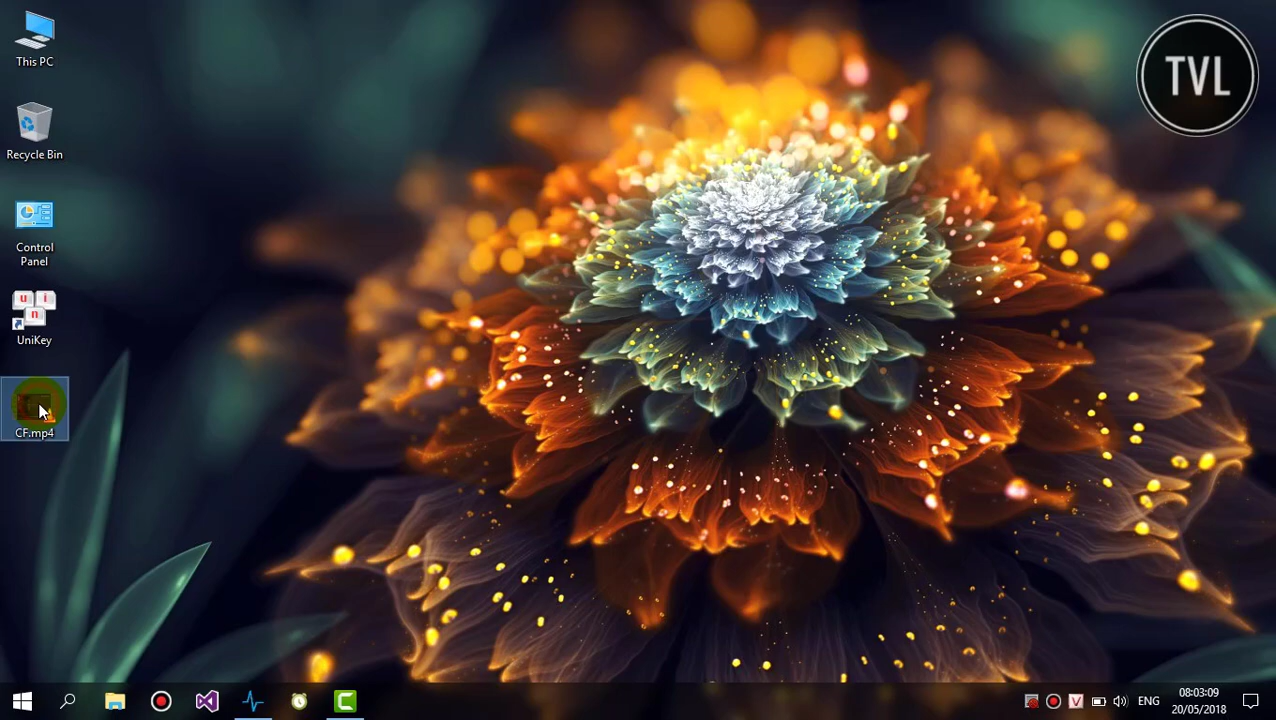 This PC
TVL
Recycle Bin
Control
Panel
u i
n
UniKey
CF.mp4
V
ENG
08:03:09
20/05/2018